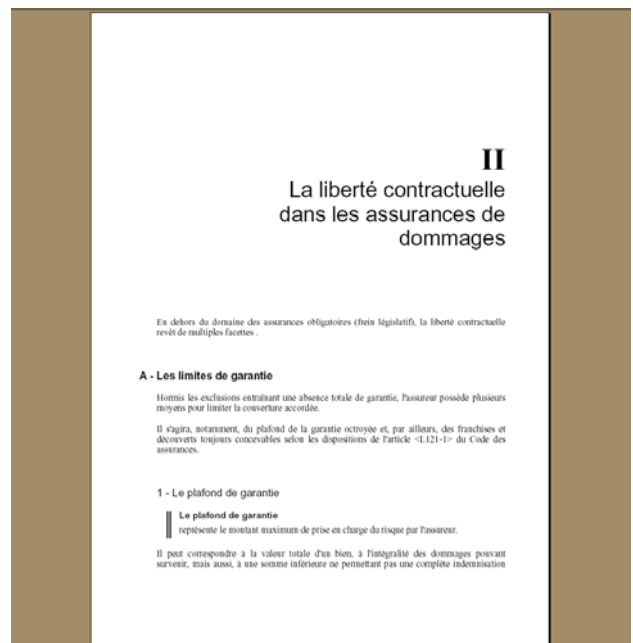 II
La liberté contractuelle
dans les assurances de
dommages
En dehors du domaine des assurances obligatoires (frein législatif), la liberté contractuelle
revêt de multiples facettes .
A - Les limites de garantie
Hormis les exclusions entraînant une absence totale de garantie, l'assureur possède plusieurs
moyens pour limiter la couverture accordée.
Il s'agira, notamment, du plafond de la garantie octroyée et, par ailleurs, des franchises et
découverts toujours concevables selon les dispositions de l'article <L121-1> du Code des
assurances.
1 - Le plafond de garantie
Le plafond de garantie
représente le montant maximum de prise en charge du risque par l'assureur.
Il peut correspondre à la valeur totale d'un bien, à l'intégralité des dommages pouvant
survenir, mais aussi, à une somme inférieure ne permettant pas une complète indemnisation